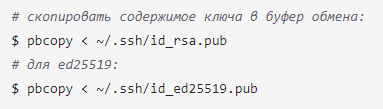 # скопировать содержимое ключа в буфер обмена:
$ pbcopy < ~/.ssh/id_rsa.pub
# для ed25519:
$ pbcopy < ~/.ssh/id_ed25519.pub